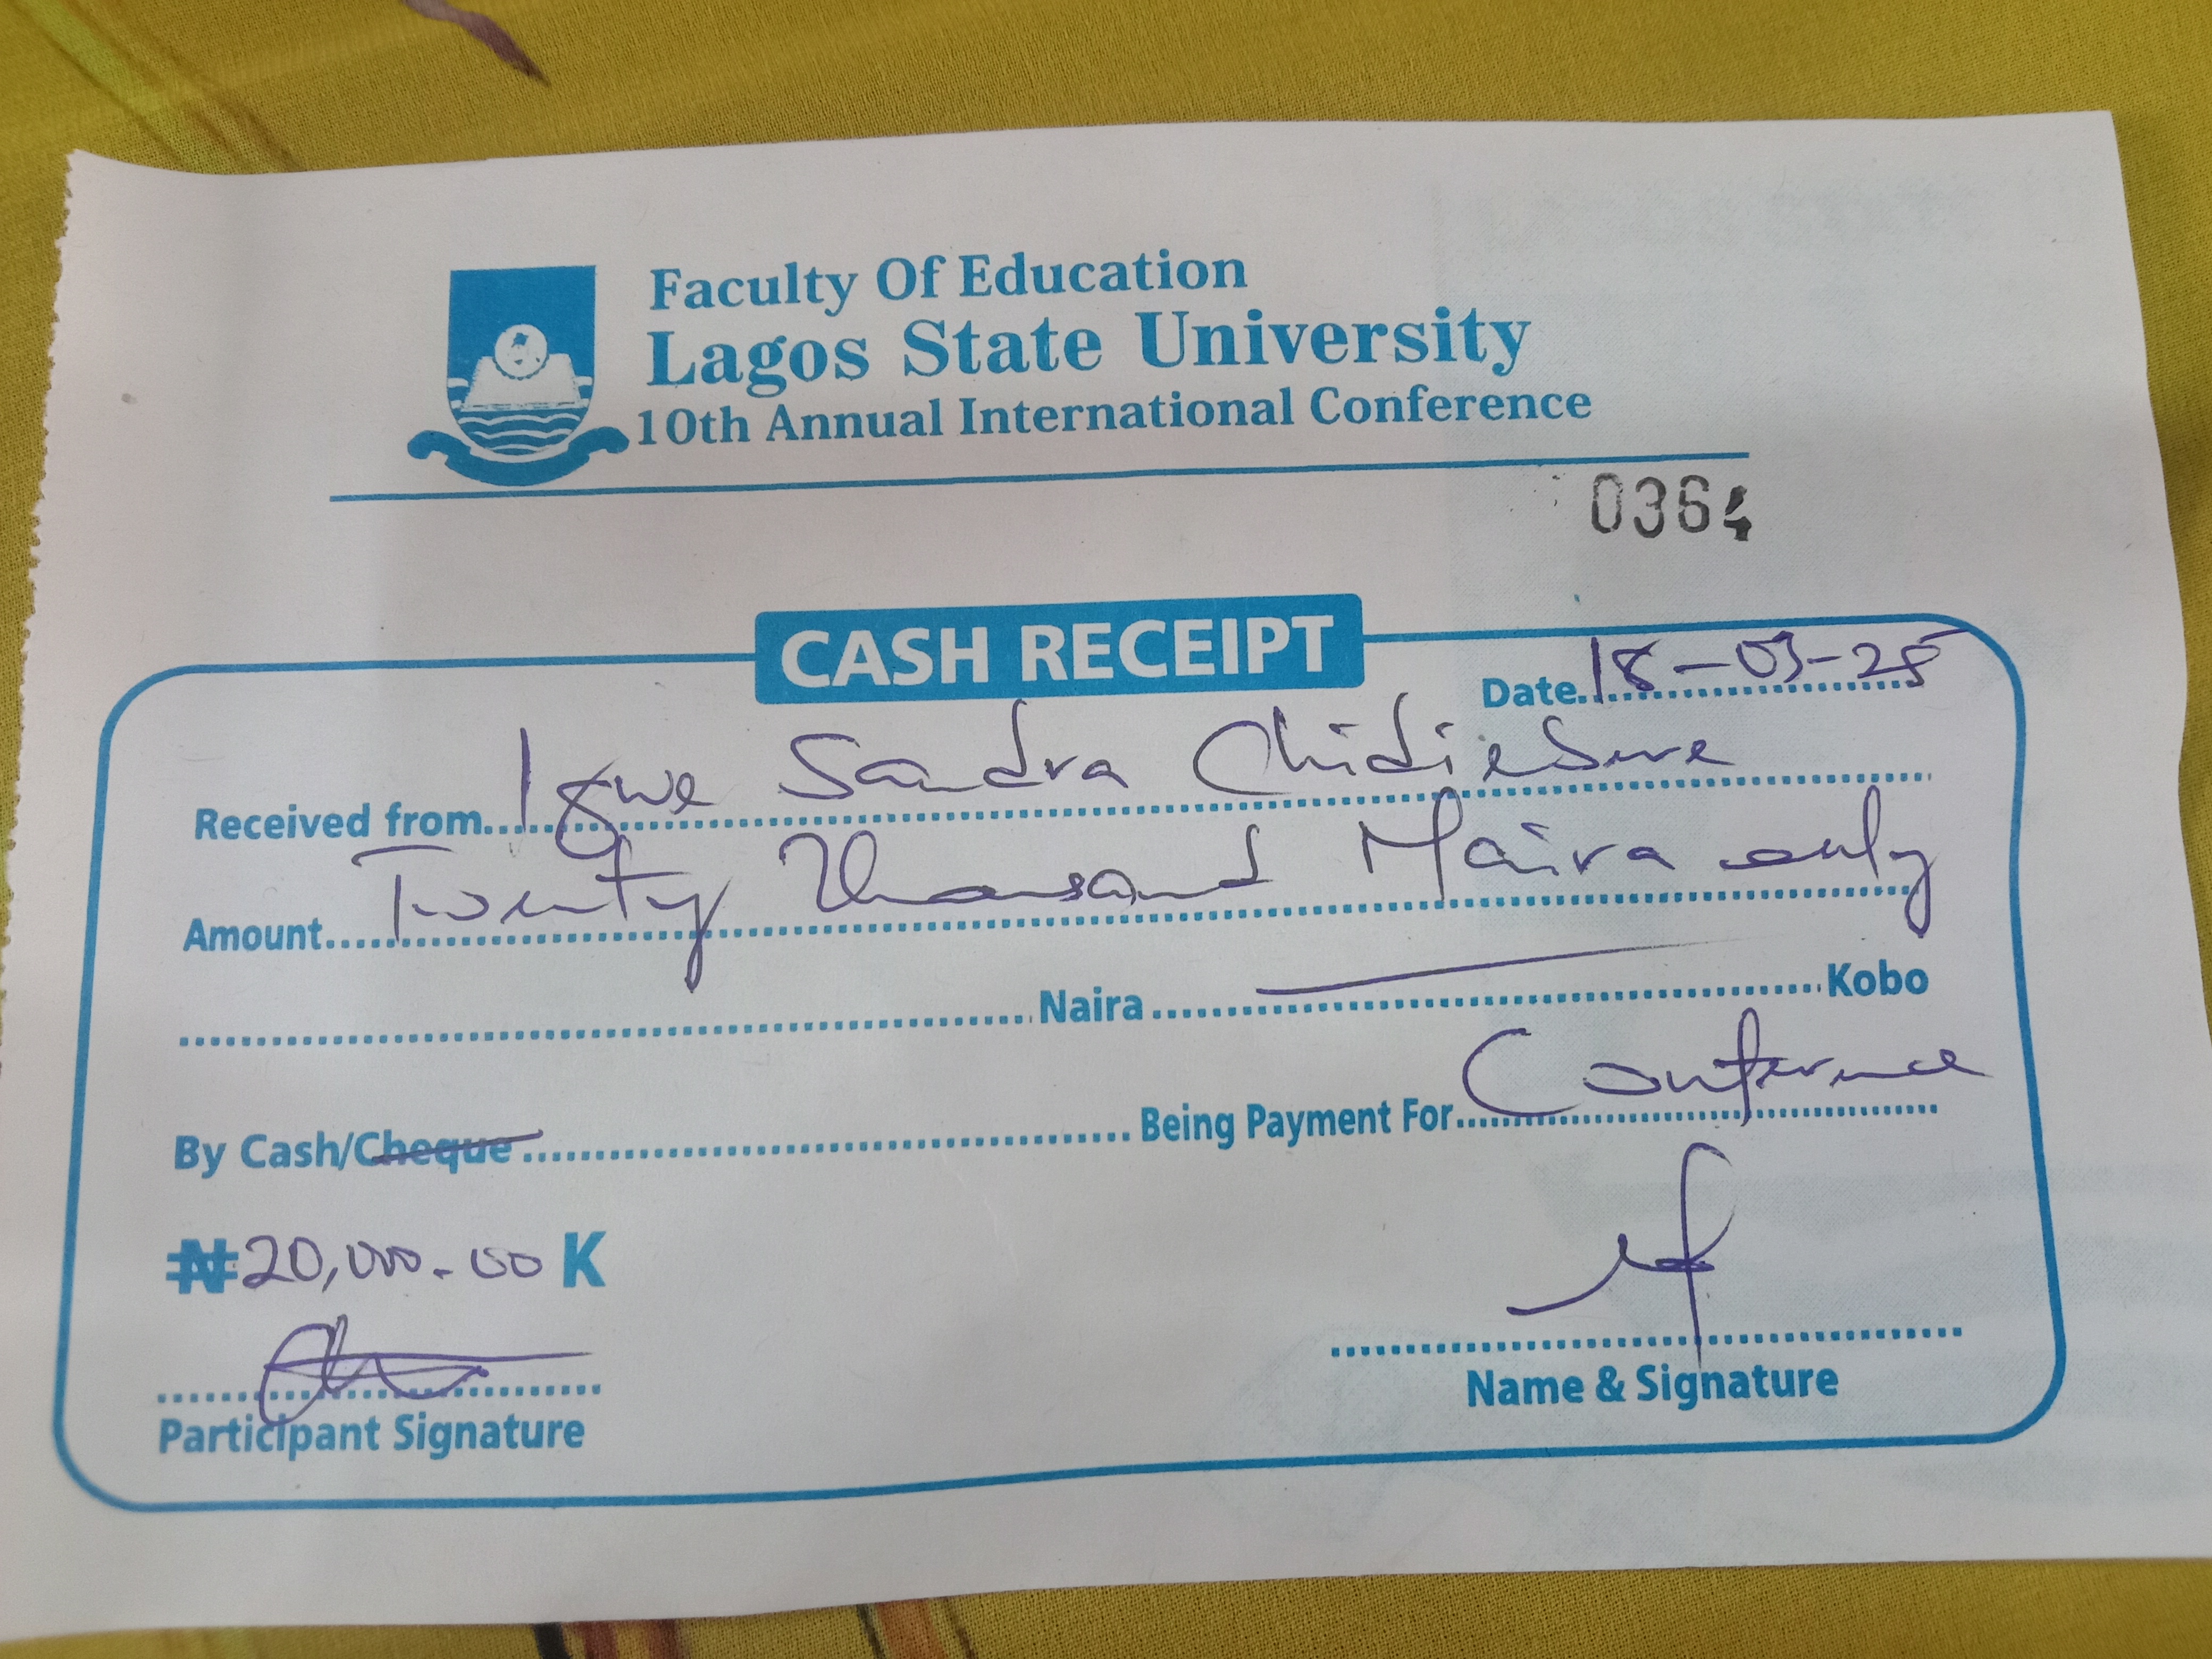 Faculty Of Education
Lagos State University
10th Annual International Conference
0364
CASH RECEIPT
Date 18-03-25
Received from Igwe Sandra
Amount Twenty Thousand Naira only
Naira Kobo
By Cash/Cheque Being Payment For Conference
₦20,000.00 K
Participant Signature
Name & Signature